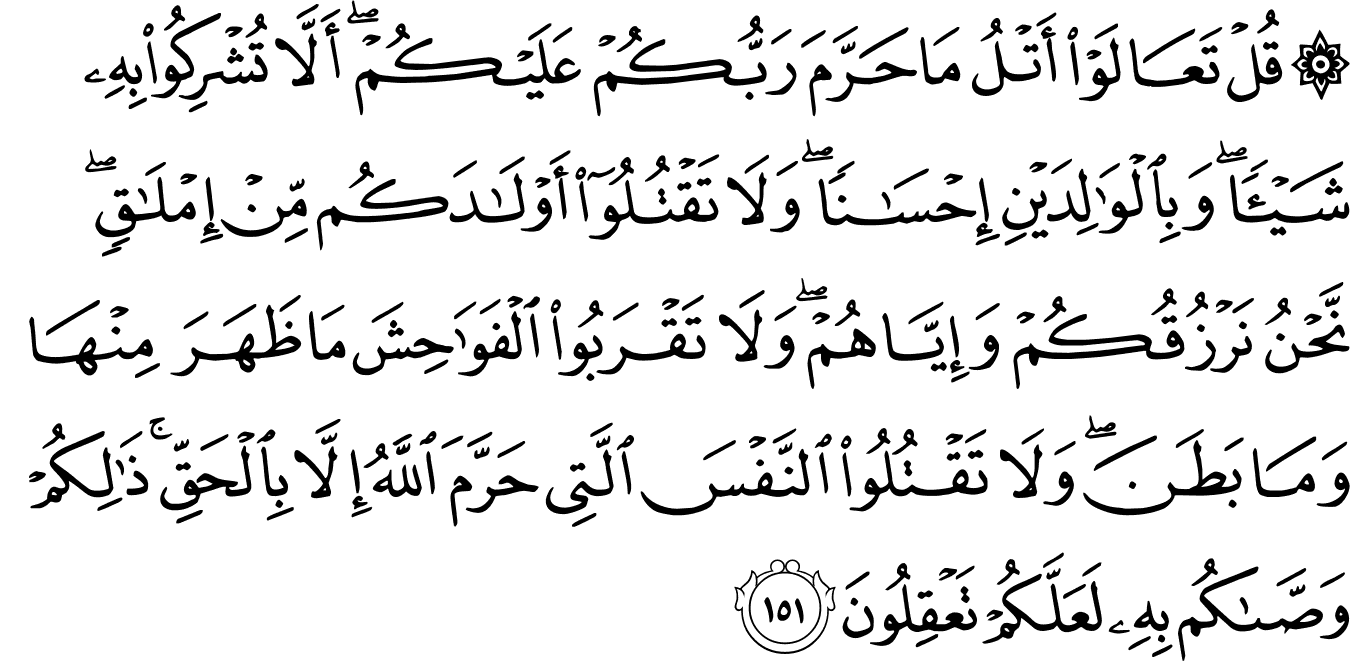 ۞ قُلْ تَعَالَوْا۟ أَتْلُ مَا حَرَّمَ رَبُّكُمْ عَلَيْكُمْ ۖ أَلَّا تُشْرِكُوا۟ بِهِۦ
شَيْـًٔا ۖ وَبِٱلْوَٰلِدَيْنِ إِحْسَـٰنًا ۖ وَلَا تَقْتُلُوٓا۟ أَوْلَـٰدَكُم مِّنْ إِمْلَـٰقٍ ۖ
نَّحْنُ نَرْزُقُكُمْ وَإِيَّاهُمْ ۖ وَلَا تَقْرَبُوا۟ ٱلْفَوَٰحِشَ مَا ظَهَرَ مِنْهَا
وَمَا بَطَنَ ۖ وَلَا تَقْتُلُوا۟ ٱلنَّفْسَ ٱلَّتِى حَرَّمَ ٱللَّهُ إِلَّا بِٱلْحَقِّ ۚ ذَٰلِكُمْ
وَصَّىٰكُم بِهِۦ لَعَلَّكُمْ تَعْقِلُونَ ١٥١